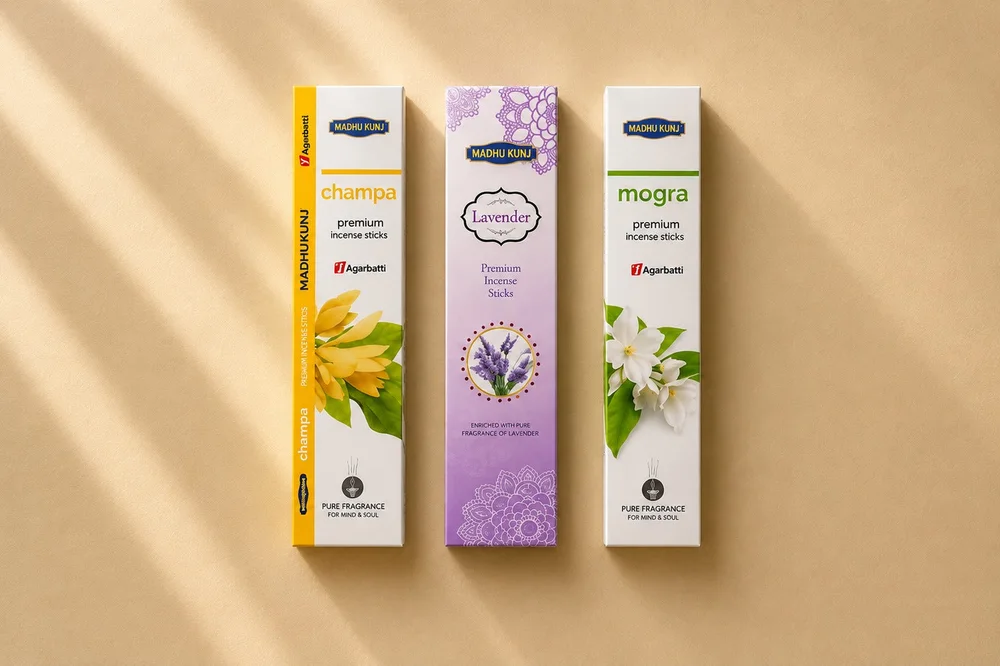 Agarbatti
MADHUKUNJ
PREMIUM INCENSE STICKS
champa
MADHU KUNJ
champa
premium
incense sticks
Agarbatti
PURE FRAGRANCE
FOR MIND & SOUL
MADHU KUNJ
Lavender
Premium
Incense
Sticks
ENRICHED WITH PURE
FRAGRANCE OF LAVENDER
MADHU KUNJ
mogra
premium
incense sticks
Agarbatti
PURE FRAGRANCE
FOR MIND & SOUL